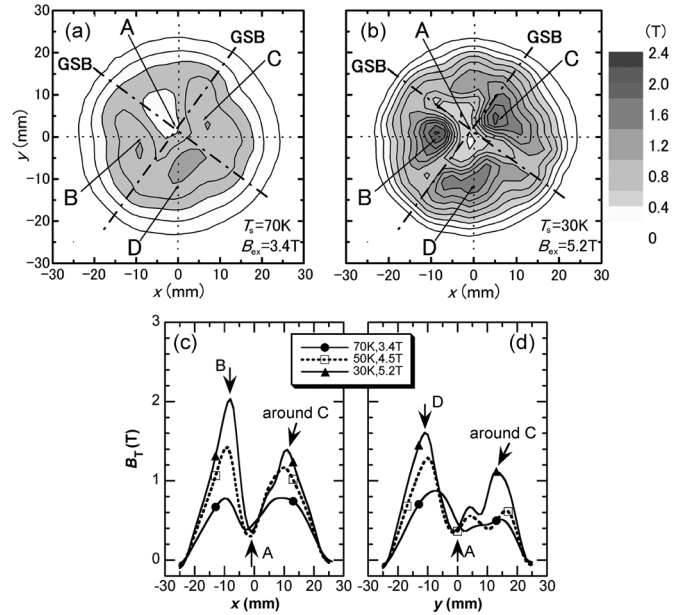 (a)
A
GSB
C
GSB
B
D
Ts=70K
Bex=3.4T
30
20
10
0
-10
-20
-30
y (mm)
-30 -20 -10 0 10 20 30
x (mm)
(b)
A
GSB
C
GSB
B
D
Ts=30K
Bex=5.2T
-30 -20 -10 0 10 20 30
x (mm)
(T)
2.4
2.0
1.6
1.2
0.8
0.4
0
(c)
B
around C
A
3
2
1
0
BT (T)
-30 -20 -10 0 10 20 30
x (mm)
70K,3.4T
50K,4.5T
30K,5.2T
(d)
D
around C
A
-30 -20 -10 0 10 20 30
y (mm)